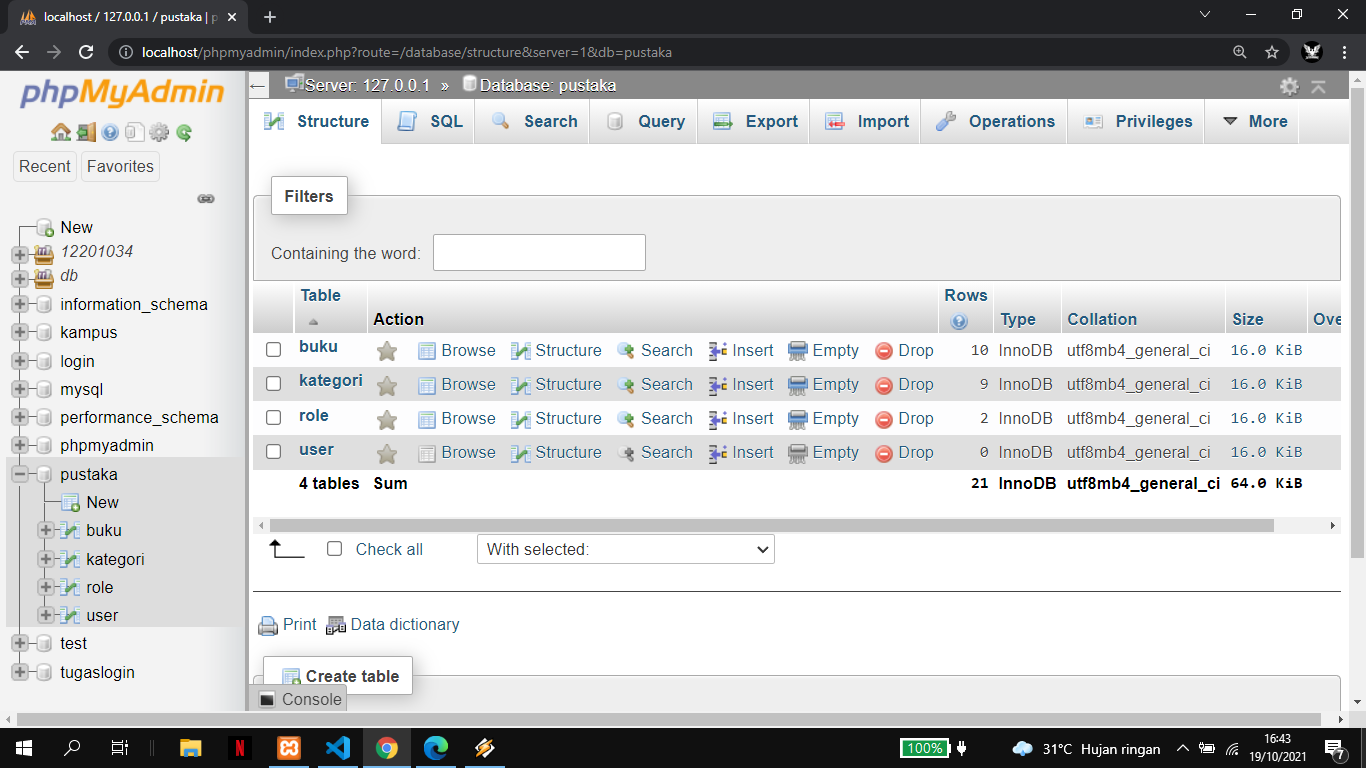 localhost / 127.0.0.1 / pustaka | p
localhost/phpmyadmin/index.php?route=/database/structure&server=1&db=pustaka
phpMyAdmin
Recent Favorites
New
12201034
db
information_schema
kampus
login
mysql
performance_schema
phpmyadmin
pustaka
New
buku
kategori
role
user
test
tugaslogin
Server: 127.0.0.1 » Database: pustaka
Structure SQL Search Query Export Import Operations Privileges More
Filters
Containing the word:
Table Action Rows Type Collation Size Ove
buku Browse Structure Search Insert Empty Drop 10 InnoDB utf8mb4_general_ci 16.0 KiB
kategori Browse Structure Search Insert Empty Drop 9 InnoDB utf8mb4_general_ci 16.0 KiB
role Browse Structure Search Insert Empty Drop 2 InnoDB utf8mb4_general_ci 16.0 KiB
user Browse Structure Search Insert Empty Drop 0 InnoDB utf8mb4_general_ci 16.0 KiB
4 tables Sum 21 InnoDB utf8mb4_general_ci 64.0 KiB
Check all With selected:
Print Data dictionary
Create table
Console
100% 31°C Hujan ringan 16:43
19/10/2021
7